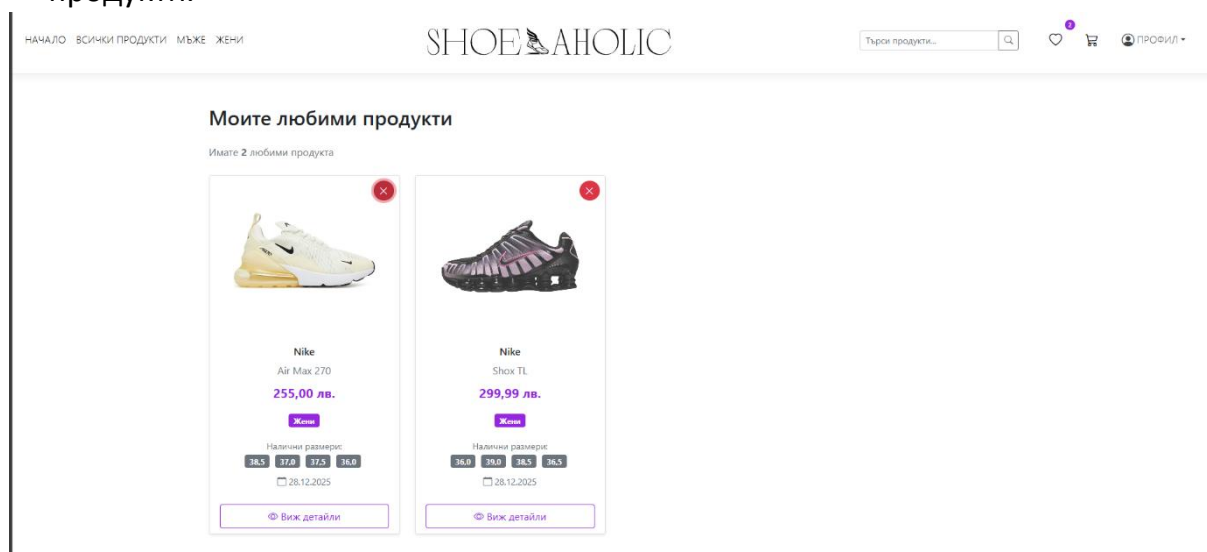 продукти.
НАЧАЛО ВСИЧКИ ПРОДУКТИ МЪЖЕ ЖЕНИ
SHOE AHOLIC
Търси продукти...
2
ПРОФИЛ
Моите любими продукти
Имате 2 любими продукта
Nike
Air Max 270
255,00 лв.
Жени
Налични размери:
38,5 37,0 37,5 36,0
28.12.2025
Виж детайли
Nike
Shox TL
299,99 лв.
Жени
Налични размери:
36,0 39,0 38,5 36,5
28.12.2025
Виж детайли